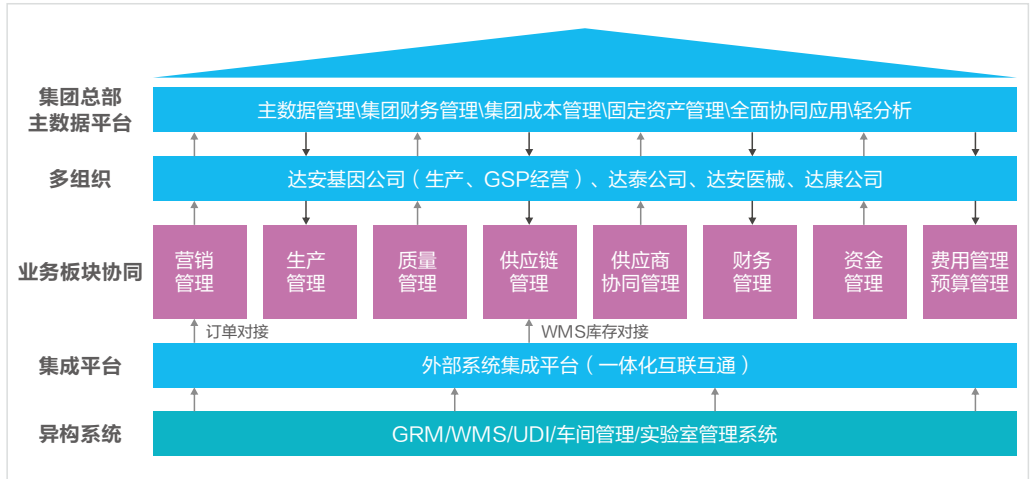 集团总部
主数据平台
主数据管理\集团财务管理\集团成本管理\固定资产管理\全面协同应用\轻分析
多组织
达安基因公司（生产、GSP经营）、达泰公司、达安医械、达康公司
业务板块协同
营销
管理
生产
管理
质量
管理
供应链
管理
供应商
协同管理
财务
管理
资金
管理
费用管理
预算管理
订单对接
WMS库存对接
集成平台
外部系统集成平台（一体化互联互通）
异构系统
GRM/WMS/UDI/车间管理/实验室管理系统